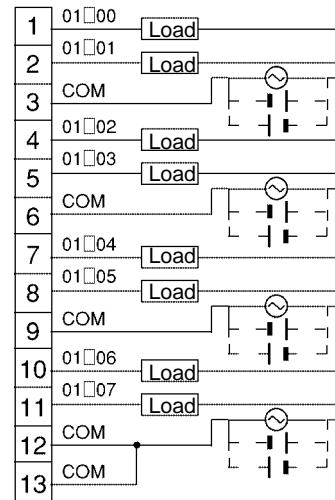 1 01□00 Load
2 01□01 Load
3 COM
4 01□02 Load
5 01□03 Load
6 COM
7 01□04 Load
8 01□05 Load
9 COM
10 01□06 Load
11 01□07 Load
12 COM
13 COM